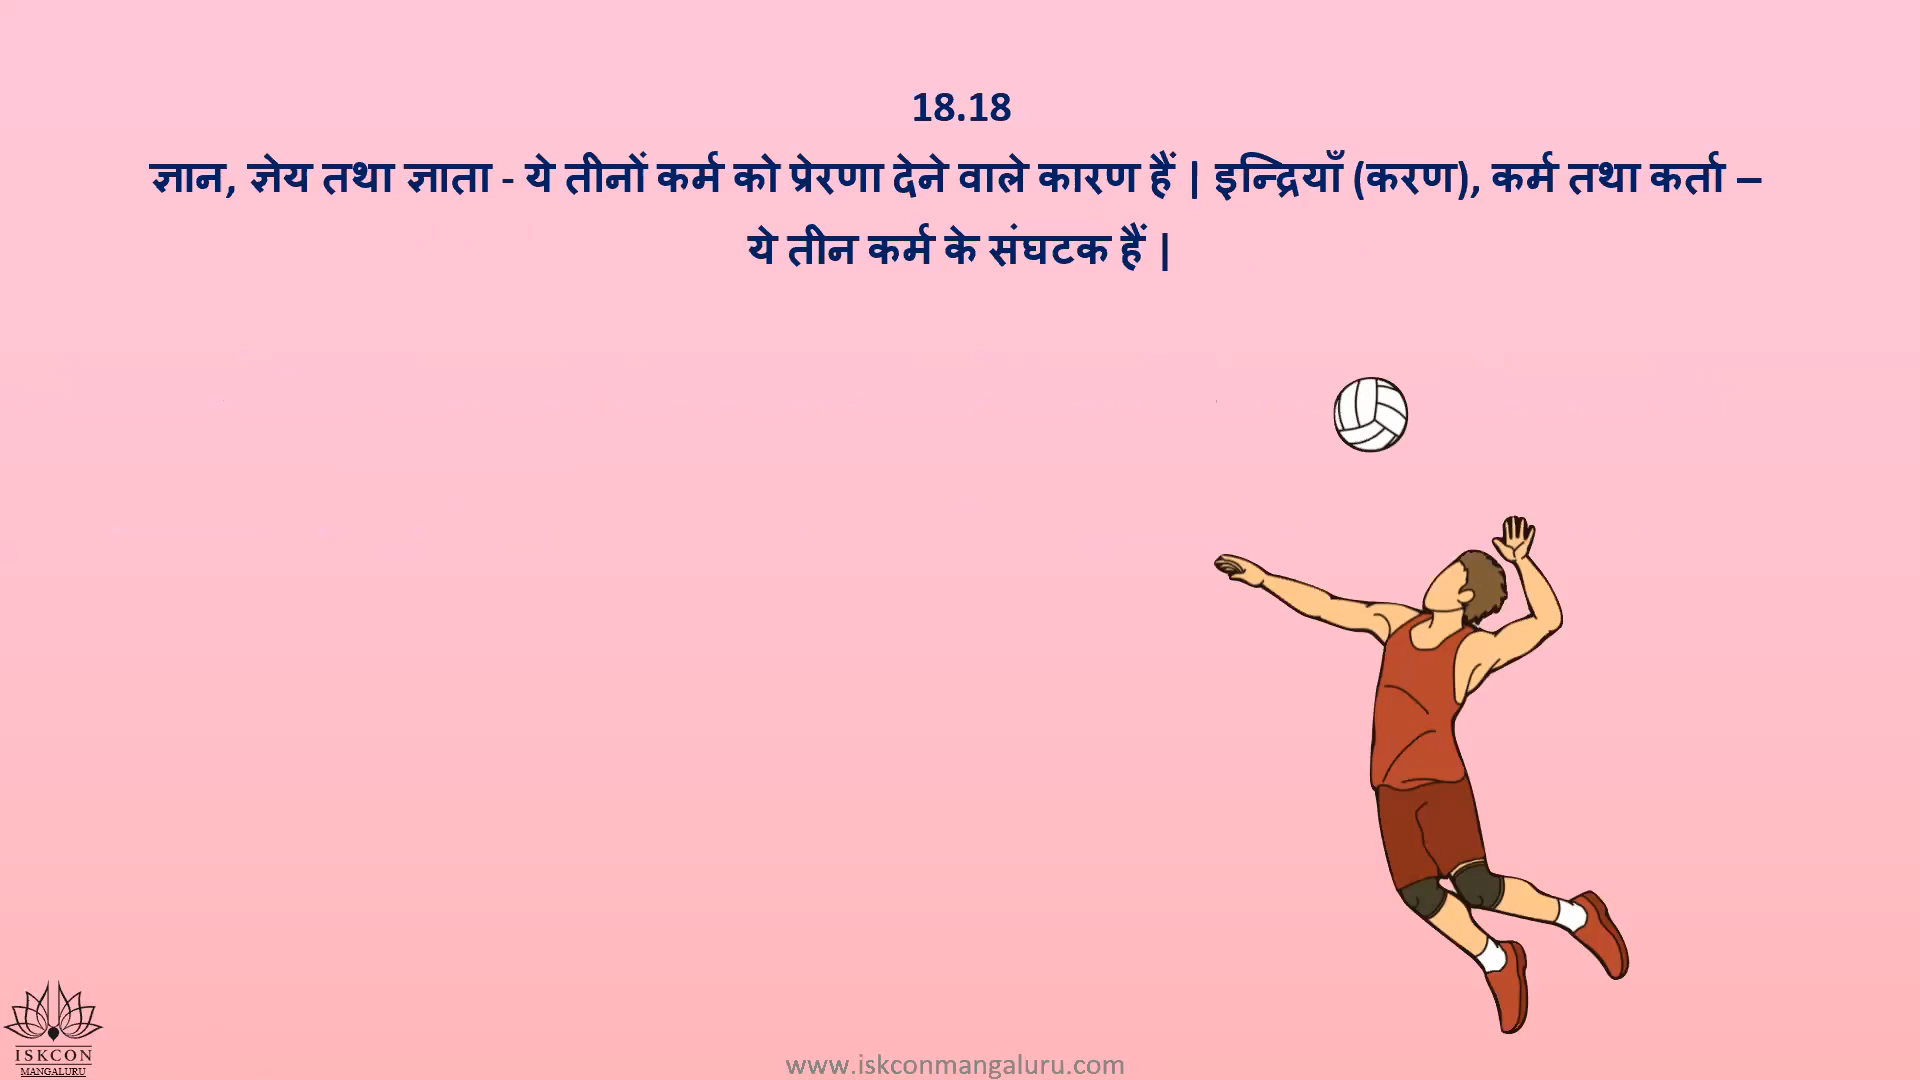 18.18
ज्ञान, ज्ञेय तथा ज्ञाता - ये तीनों कर्म को प्रेरणा देने वाले कारण हैं | इन्द्रियाँ (करण), कर्म तथा कर्ता –
ये तीन कर्म के संघटक हैं |
ISKCON
MANGALURU
www.iskconmangaluru.com